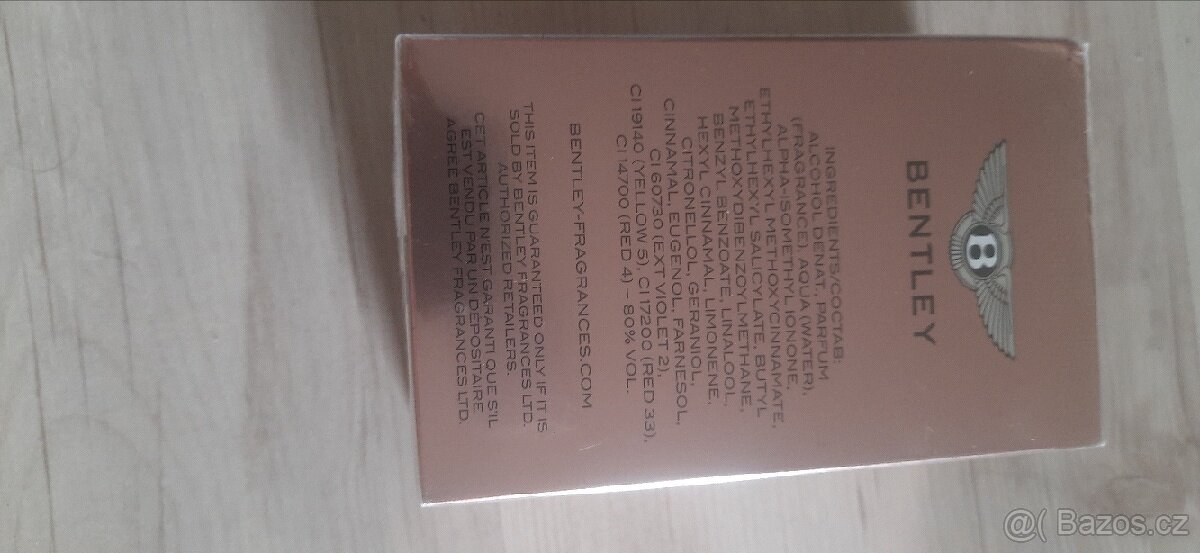 B
BENTLEY
INGREDIENTS/СОСТАВ:
ALCOHOL DENAT., PARFUM
(FRAGRANCE), AQUA (WATER),
ALPHA-ISOMETHYL IONONE,
ETHYLHEXYL METHOXYCINNAMATE,
ETHYLHEXYL SALICYLATE, BUTYL
METHOXYDIBENZOYLMETHANE,
BENZYL BENZOATE, LINALOOL,
HEXYL CINNAMAL, LIMONENE,
CITRONELLOL, GERANIOL,
CINNAMAL, EUGENOL, FARNESOL,
CI 60730 (EXT VIOLET 2),
CI 19140 (YELLOW 5), CI 17200 (RED 33),
CI 14700 (RED 4) – 80% VOL.
BENTLEY-FRAGRANCES.COM
THIS ITEM IS GUARANTEED ONLY IF IT IS
SOLD BY BENTLEY FRAGRANCES LTD.
AUTHORIZED RETAILERS.
CET ARTICLE N'EST GARANTI QUE S'IL
EST VENDU PAR UN DEPOSITAIRE
AGREE BENTLEY FRAGRANCES LTD.
@( Bazos.cz